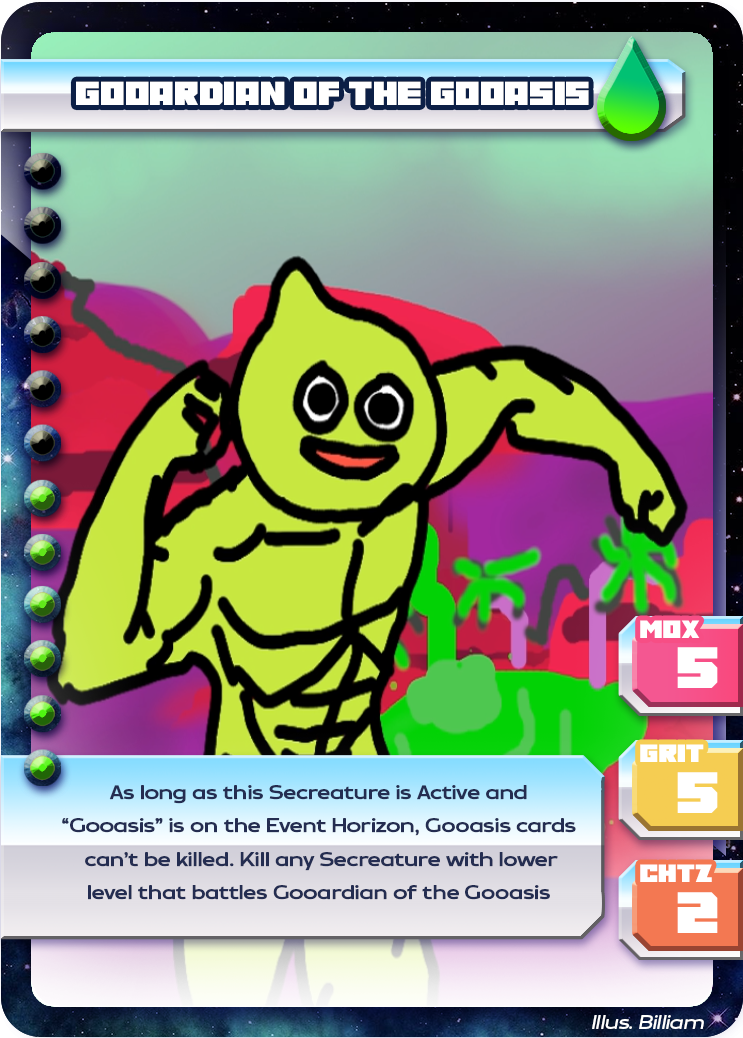 GOOARDIAN OF THE GOOASIS
MOX
5
GRIT
5
CHTZ
2
As long as this Secreature is Active and
“Gooasis” is on the Event Horizon, Gooasis cards
can’t be killed. Kill any Secreature with lower
level that battles Gooardian of the Gooasis
Illus. Billiam